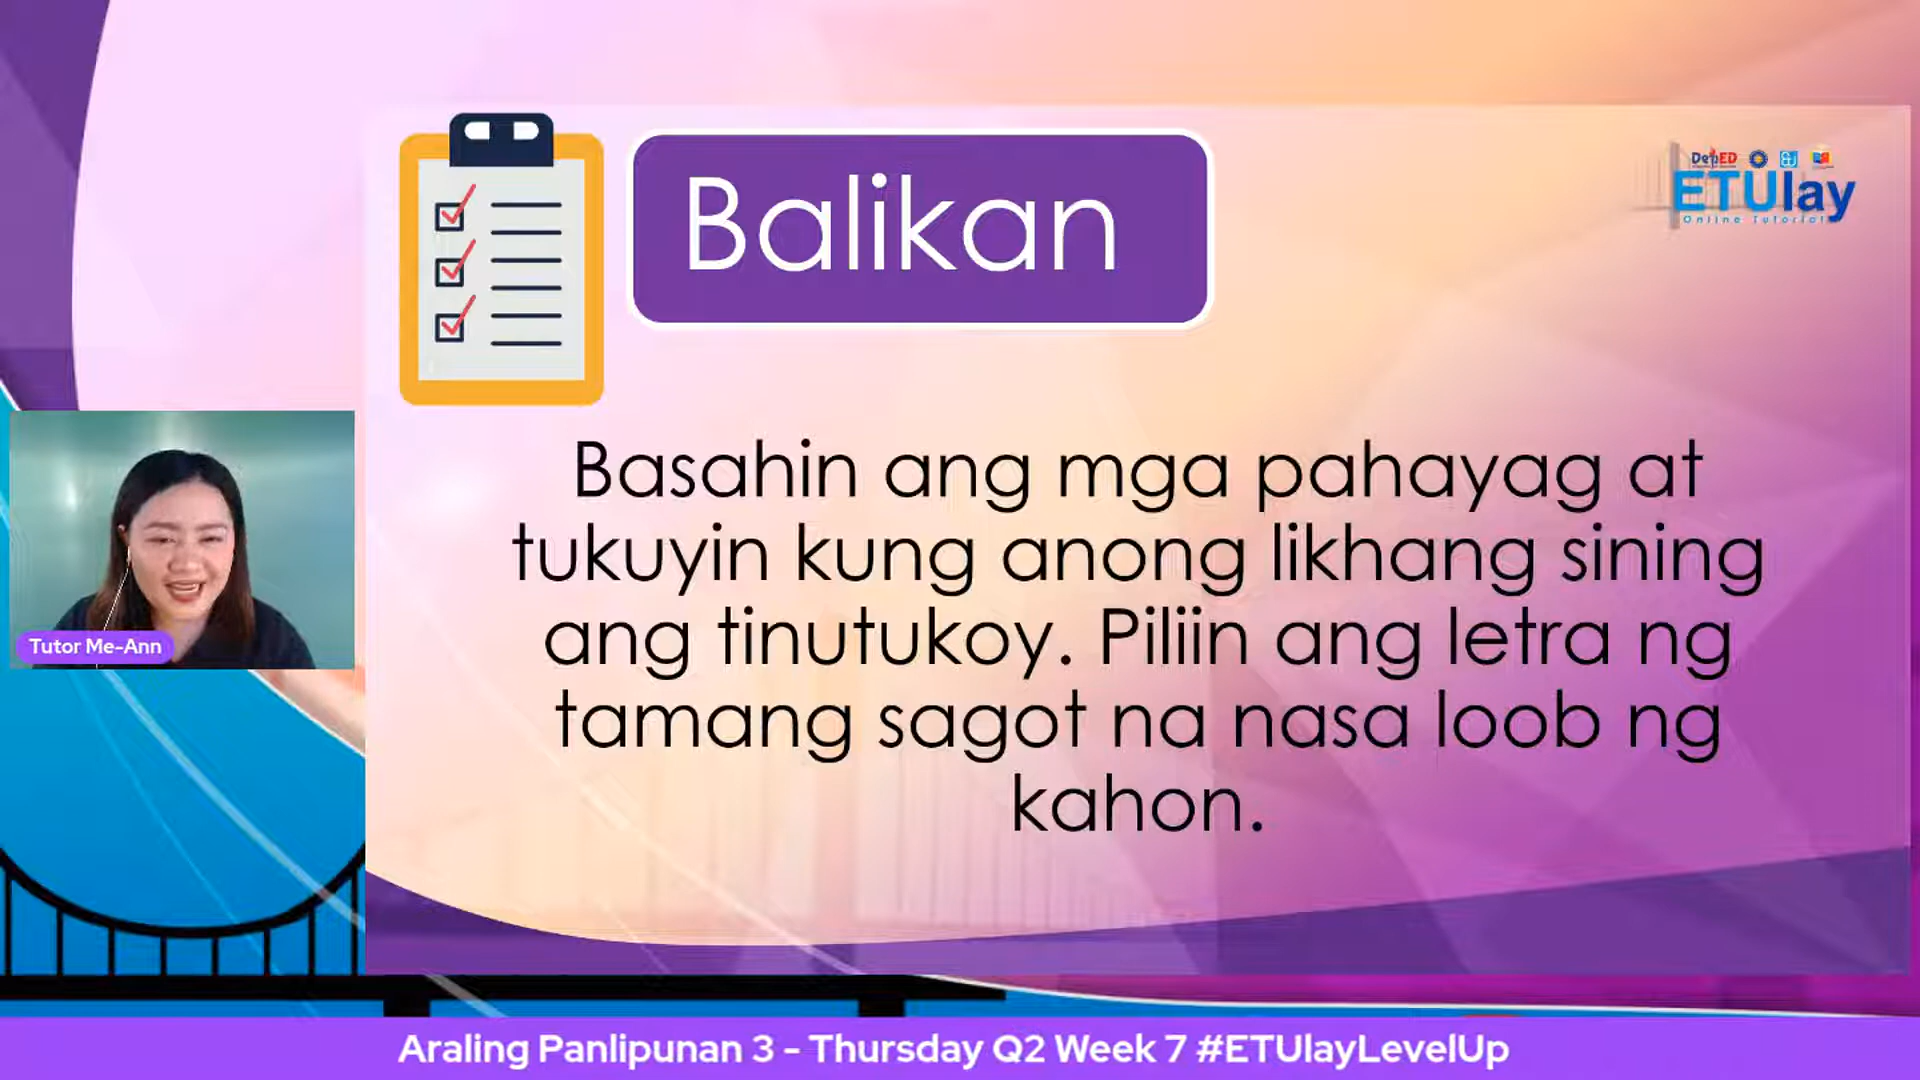 Balikan
DepED
ETUlay
Online Tutorial
Basahin ang mga pahayag at
tukuyin kung anong likhang sining
ang tinutukoy. Piliin ang letra ng
tamang sagot na nasa loob ng
kahon.
Tutor Me-Ann
Araling Panlipunan 3 - Thursday Q2 Week 7 #ETUlayLevelUp